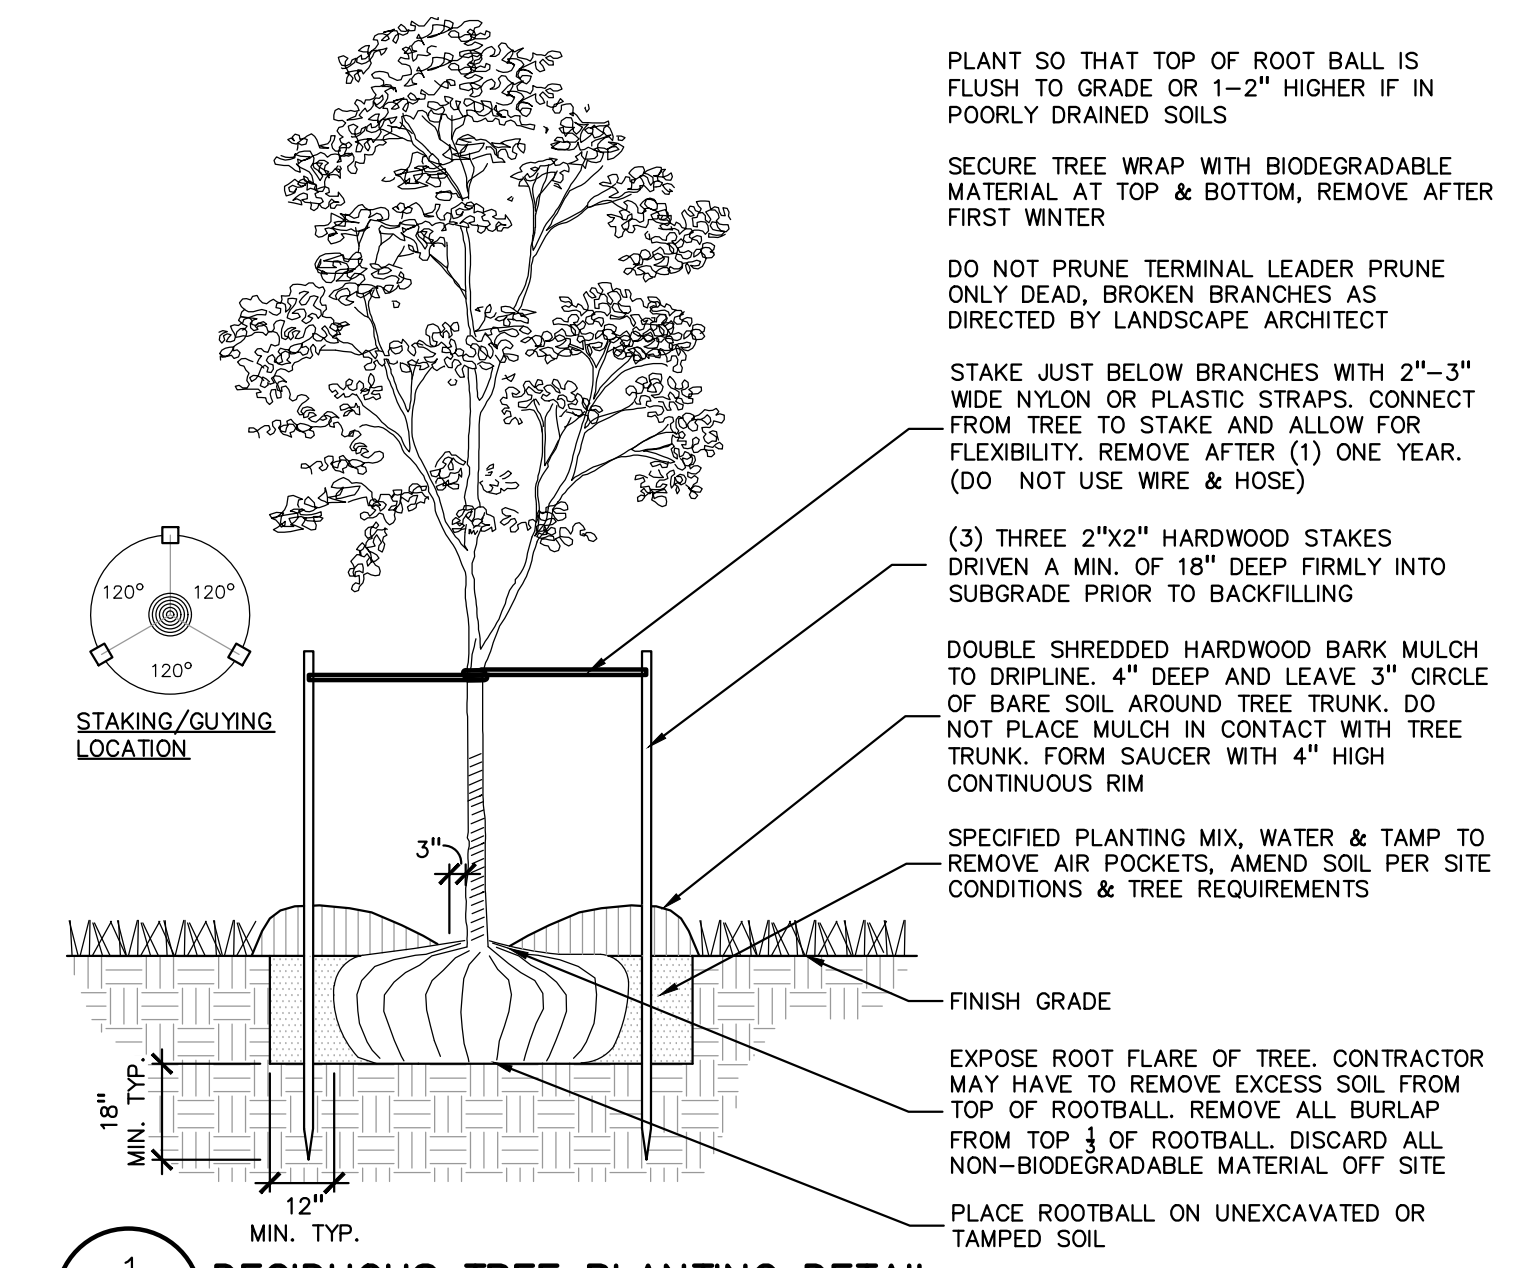 PLANT SO THAT TOP OF ROOT BALL IS
FLUSH TO GRADE OR 1-2" HIGHER IF IN
POORLY DRAINED SOILS
SECURE TREE WRAP WITH BIODEGRADABLE
MATERIAL AT TOP & BOTTOM, REMOVE AFTER
FIRST WINTER
DO NOT PRUNE TERMINAL LEADER PRUNE
ONLY DEAD, BROKEN BRANCHES AS
DIRECTED BY LANDSCAPE ARCHITECT
STAKE JUST BELOW BRANCHES WITH 2"-3"
WIDE NYLON OR PLASTIC STRAPS. CONNECT
FROM TREE TO STAKE AND ALLOW FOR
FLEXIBILITY. REMOVE AFTER (1) ONE YEAR.
(DO NOT USE WIRE & HOSE)
(3) THREE 2"X2" HARDWOOD STAKES
DRIVEN A MIN. OF 18" DEEP FIRMLY INTO
SUBGRADE PRIOR TO BACKFILLING
DOUBLE SHREDDED HARDWOOD BARK MULCH
TO DRIPLINE. 4" DEEP AND LEAVE 3" CIRCLE
OF BARE SOIL AROUND TREE TRUNK. DO
NOT PLACE MULCH IN CONTACT WITH TREE
TRUNK. FORM SAUCER WITH 4" HIGH
CONTINUOUS RIM
SPECIFIED PLANTING MIX, WATER & TAMP TO
REMOVE AIR POCKETS, AMEND SOIL PER SITE
CONDITIONS & TREE REQUIREMENTS
FINISH GRADE
EXPOSE ROOT FLARE OF TREE. CONTRACTOR
MAY HAVE TO REMOVE EXCESS SOIL FROM
TOP OF ROOTBALL. REMOVE ALL BURLAP
FROM TOP 1/3 OF ROOTBALL. DISCARD ALL
NON-BIODEGRADABLE MATERIAL OFF SITE
PLACE ROOTBALL ON UNEXCAVATED OR
TAMPED SOIL
120° 120°
120°
STAKING/GUYING
LOCATION
3"
18"
MIN. TYP.
12"
MIN. TYP.
1
DECIDUOUS TREE PLANTING DETAIL